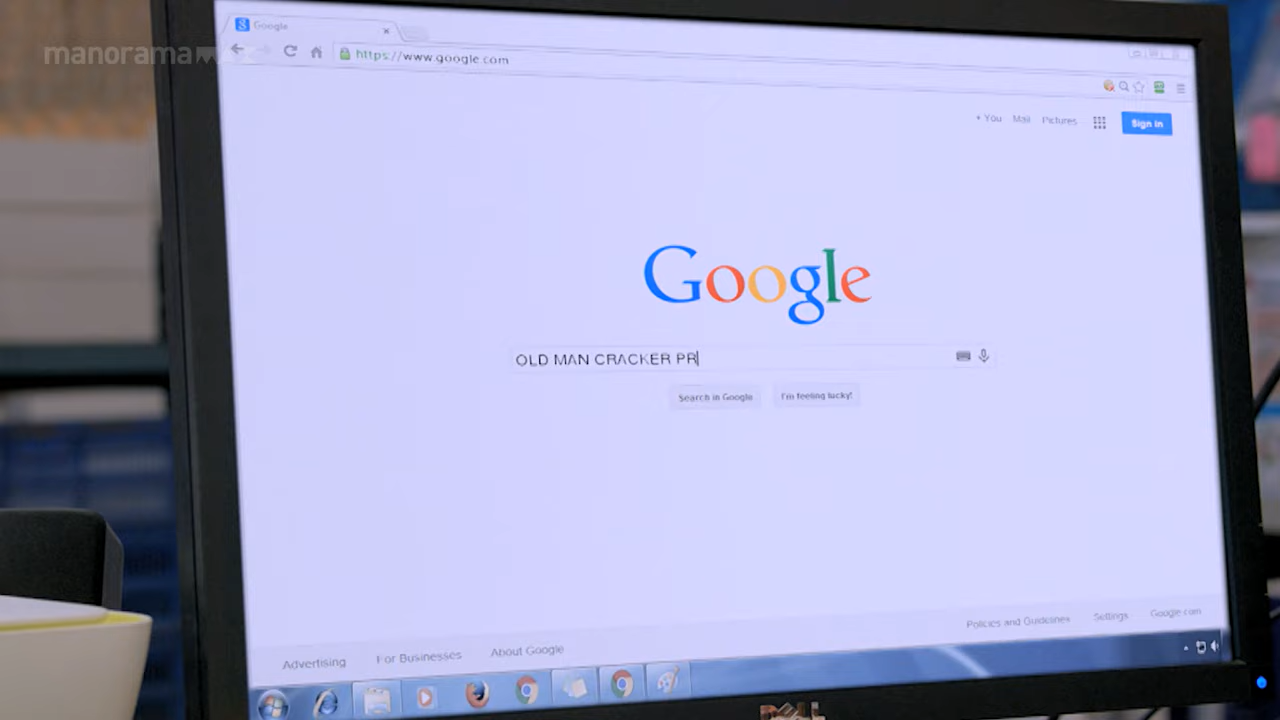 Google
manorama
https://www.google.com
+ You Mail Pictures Sign in
Google
OLD MAN CRACKER PR
Search in Google I'm feeling lucky!
Policies and Guidelines Settings Google.com
Advertising For Businesses About Google
DELL